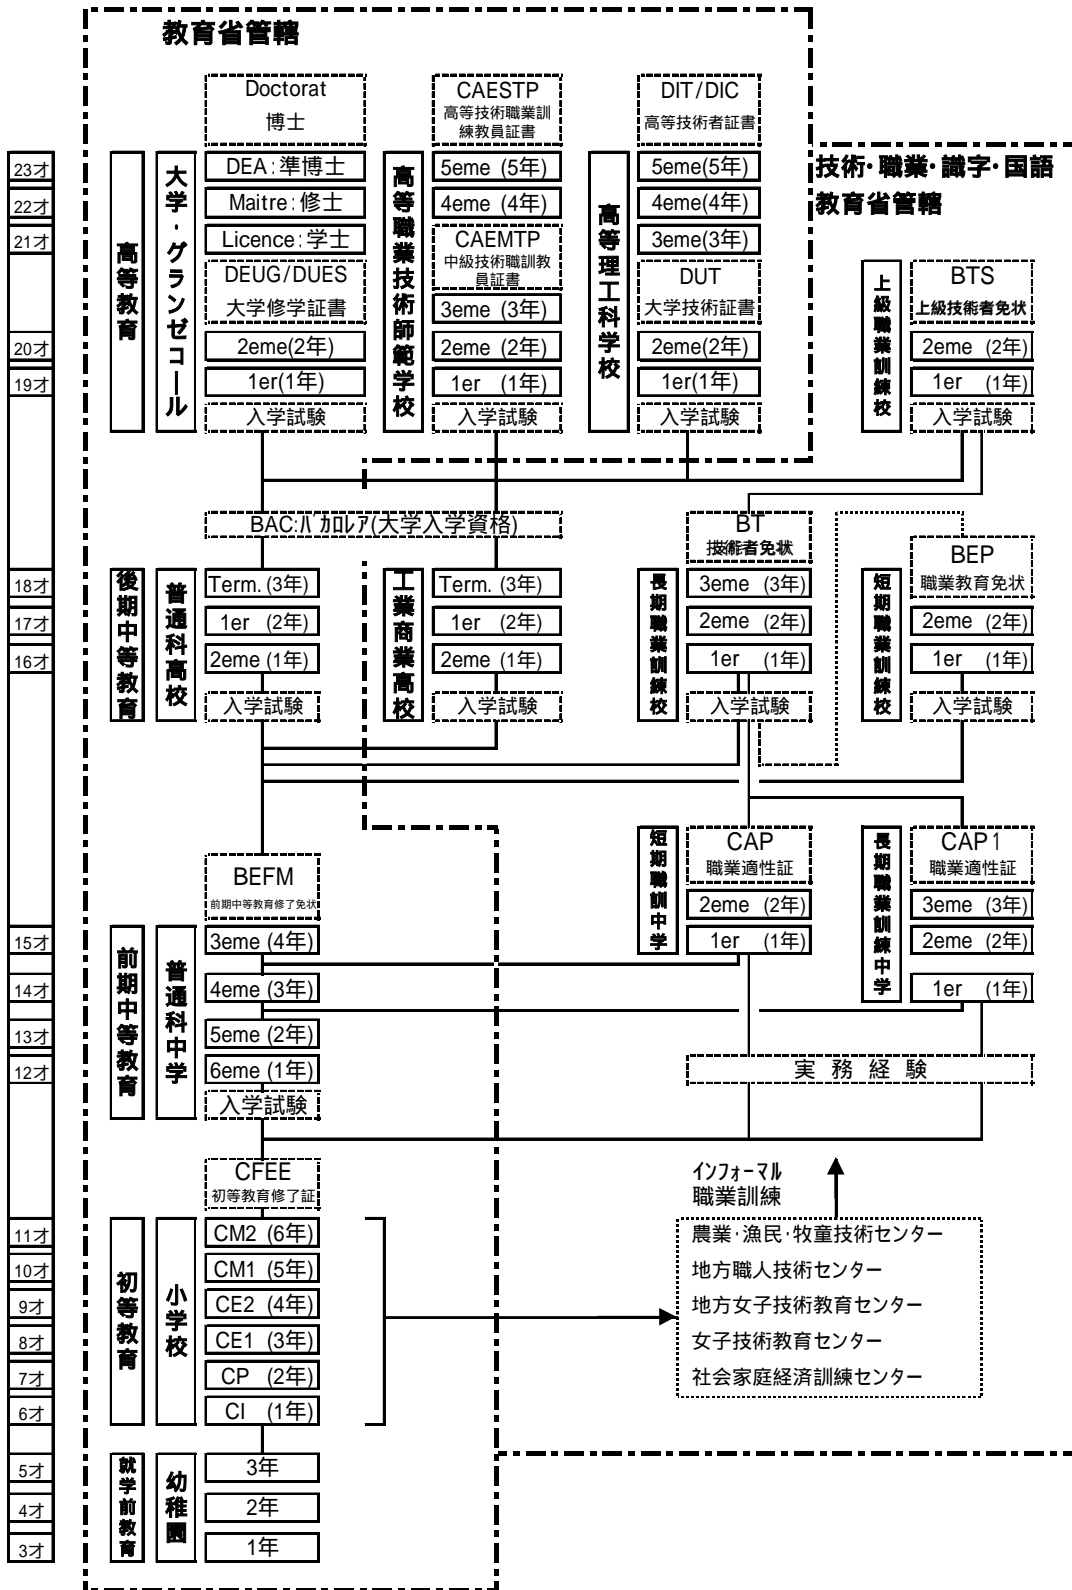 教育省管轄
Doctorat
博士
CAESTP
高等技術職業訓
練教員証書
DIT/DIC
高等技術者証書
技術・職業・識字・国語
教育省管轄
23才
22才
21才
20才
19才
高等教育
大学・グランゼコール
DEA:準博士
Maitre:修士
Licence:学士
DEUG/DUES
大学修学証書
2eme(2年)
1er(1年)
入学試験
高等職業技術師範学校
5eme (5年)
4eme (4年)
CAEMTP
中級技術職訓教
員証書
3eme (3年)
2eme (2年)
1er (1年)
入学試験
高等理工科学校
5eme(5年)
4eme(4年)
3eme(3年)
DUT
大学技術証書
2eme(2年)
1er(1年)
入学試験
上級職業訓練校
BTS
上級技術者免状
2eme (2年)
1er (1年)
入学試験
BAC:バカロレア(大学入学資格)
18才
17才
16才
後期中等教育
普通科高校
Term. (3年)
1er (2年)
2eme (1年)
入学試験
工業商業高校
Term. (3年)
1er (2年)
2eme (1年)
入学試験
長期職業訓練校
BT
技術者免状
3eme (3年)
2eme (2年)
1er (1年)
入学試験
短期職業訓練校
BEP
職業教育免状
2eme (2年)
1er (1年)
入学試験
15才
14才
13才
12才
前期中等教育
普通科中学
BEFM
前期中等教育修了免状
3eme (4年)
4eme (3年)
5eme (2年)
6eme (1年)
入学試験
短期職訓中学
CAP
職業適性証
2eme (2年)
1er (1年)
長期職業訓練中学
CAP1
職業適性証
3eme (3年)
2eme (2年)
1er (1年)
実務経験
CFEE
初等教育修了証
11才
10才
9才
8才
7才
6才
初等教育
小学校
CM2 (6年)
CM1 (5年)
CE2 (4年)
CE1 (3年)
CP (2年)
CI (1年)
インフォーマル
職業訓練
農業・漁民・牧童技術センター
地方職人技術センター
地方女子技術教育センター
女子技術教育センター
社会家庭経済訓練センター
5才
4才
3才
就学前教育
幼稚園
3年
2年
1年